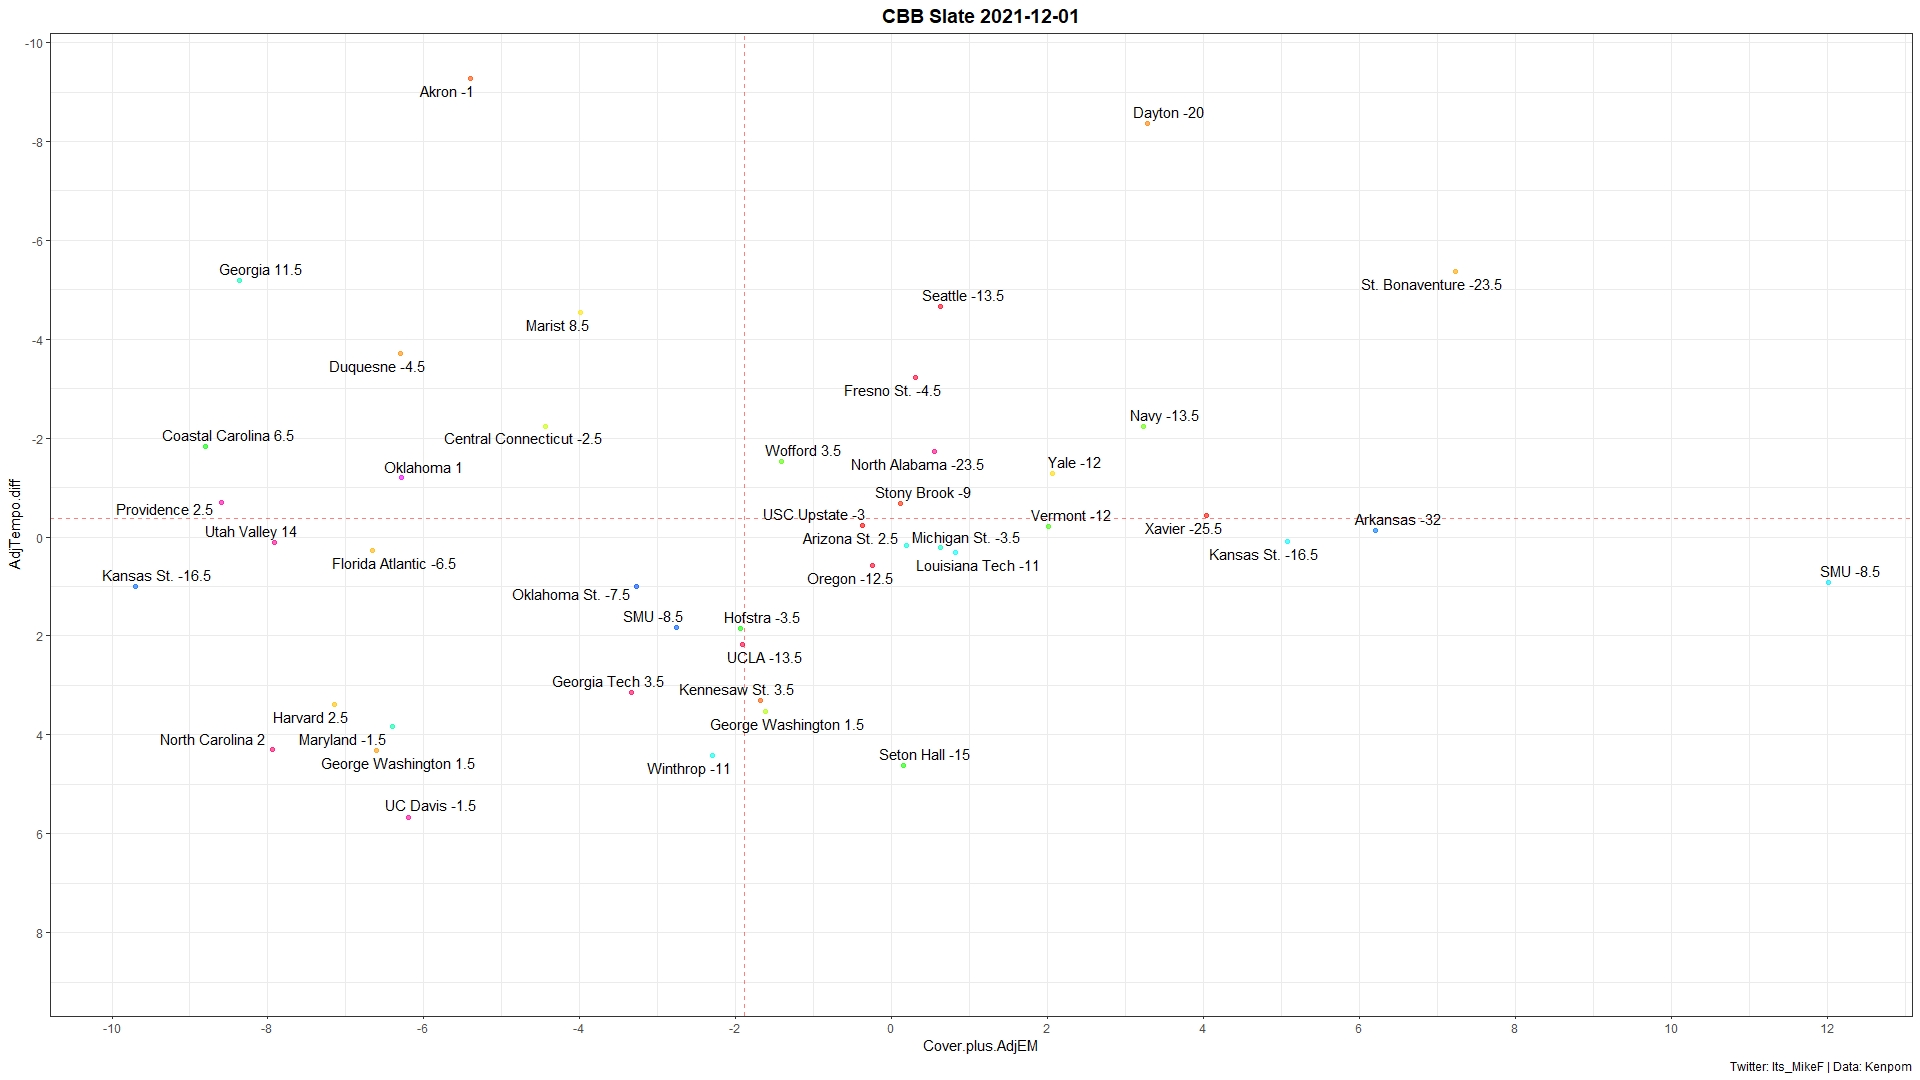 CBB Slate 2021-12-01
AdjTempo.diff
-10
-8
-6
-4
-2
0
2
4
6
8
Akron -1
Dayton -20
Georgia 11.5
St. Bonaventure -23.5
Seattle -13.5
Marist 8.5
Duquesne -4.5
Fresno St. -4.5
Navy -13.5
Coastal Carolina 6.5
Central Connecticut -2.5
Wofford 3.5
Oklahoma 1
North Alabama -23.5
Yale -12
Stony Brook -9
Providence 2.5
USC Upstate -3
Vermont -12
Xavier -25.5
Arkansas -32
Utah Valley 14
Arizona St. 2.5
Michigan St. -3.5
Kansas St. -16.5
Florida Atlantic -6.5
Louisiana Tech -11
Kansas St. -16.5
Oregon -12.5
SMU -8.5
Oklahoma St. -7.5
SMU -8.5
Hofstra -3.5
UCLA -13.5
Georgia Tech 3.5
Kennesaw St. 3.5
Harvard 2.5
George Washington 1.5
North Carolina 2
Maryland -1.5
George Washington 1.5
Seton Hall -15
Winthrop -11
UC Davis -1.5
-10
-8
-6
-4
-2
0
2
4
6
8
10
12
Cover.plus.AdjEM
Twitter: Its_MikeF | Data: Kenpom